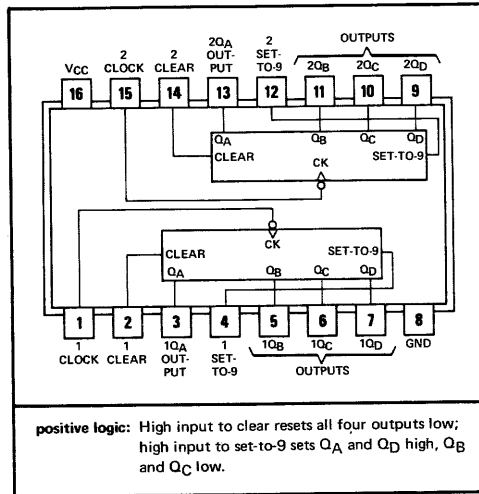 OUTPUTS
2QA 2
2 2 OUT- SET-
VCC CLOCK CLEAR PUT TO-9 2QB 2QC 2QD
16 15 14 13 12 11 10 9
QA QB QC QD
CLEAR SET-TO-9
CK
CK
CLEAR SET-TO-9
QA QB QC QD
1 2 3 4 5 6 7 8
1 1 1QA 1 1QB 1QC 1QD GND
CLOCK CLEAR OUT- SET- OUTPUTS
PUT TO-9
positive logic: High input to clear resets all four outputs low;
high input to set-to-9 sets QA and QD high, QB
and QC low.